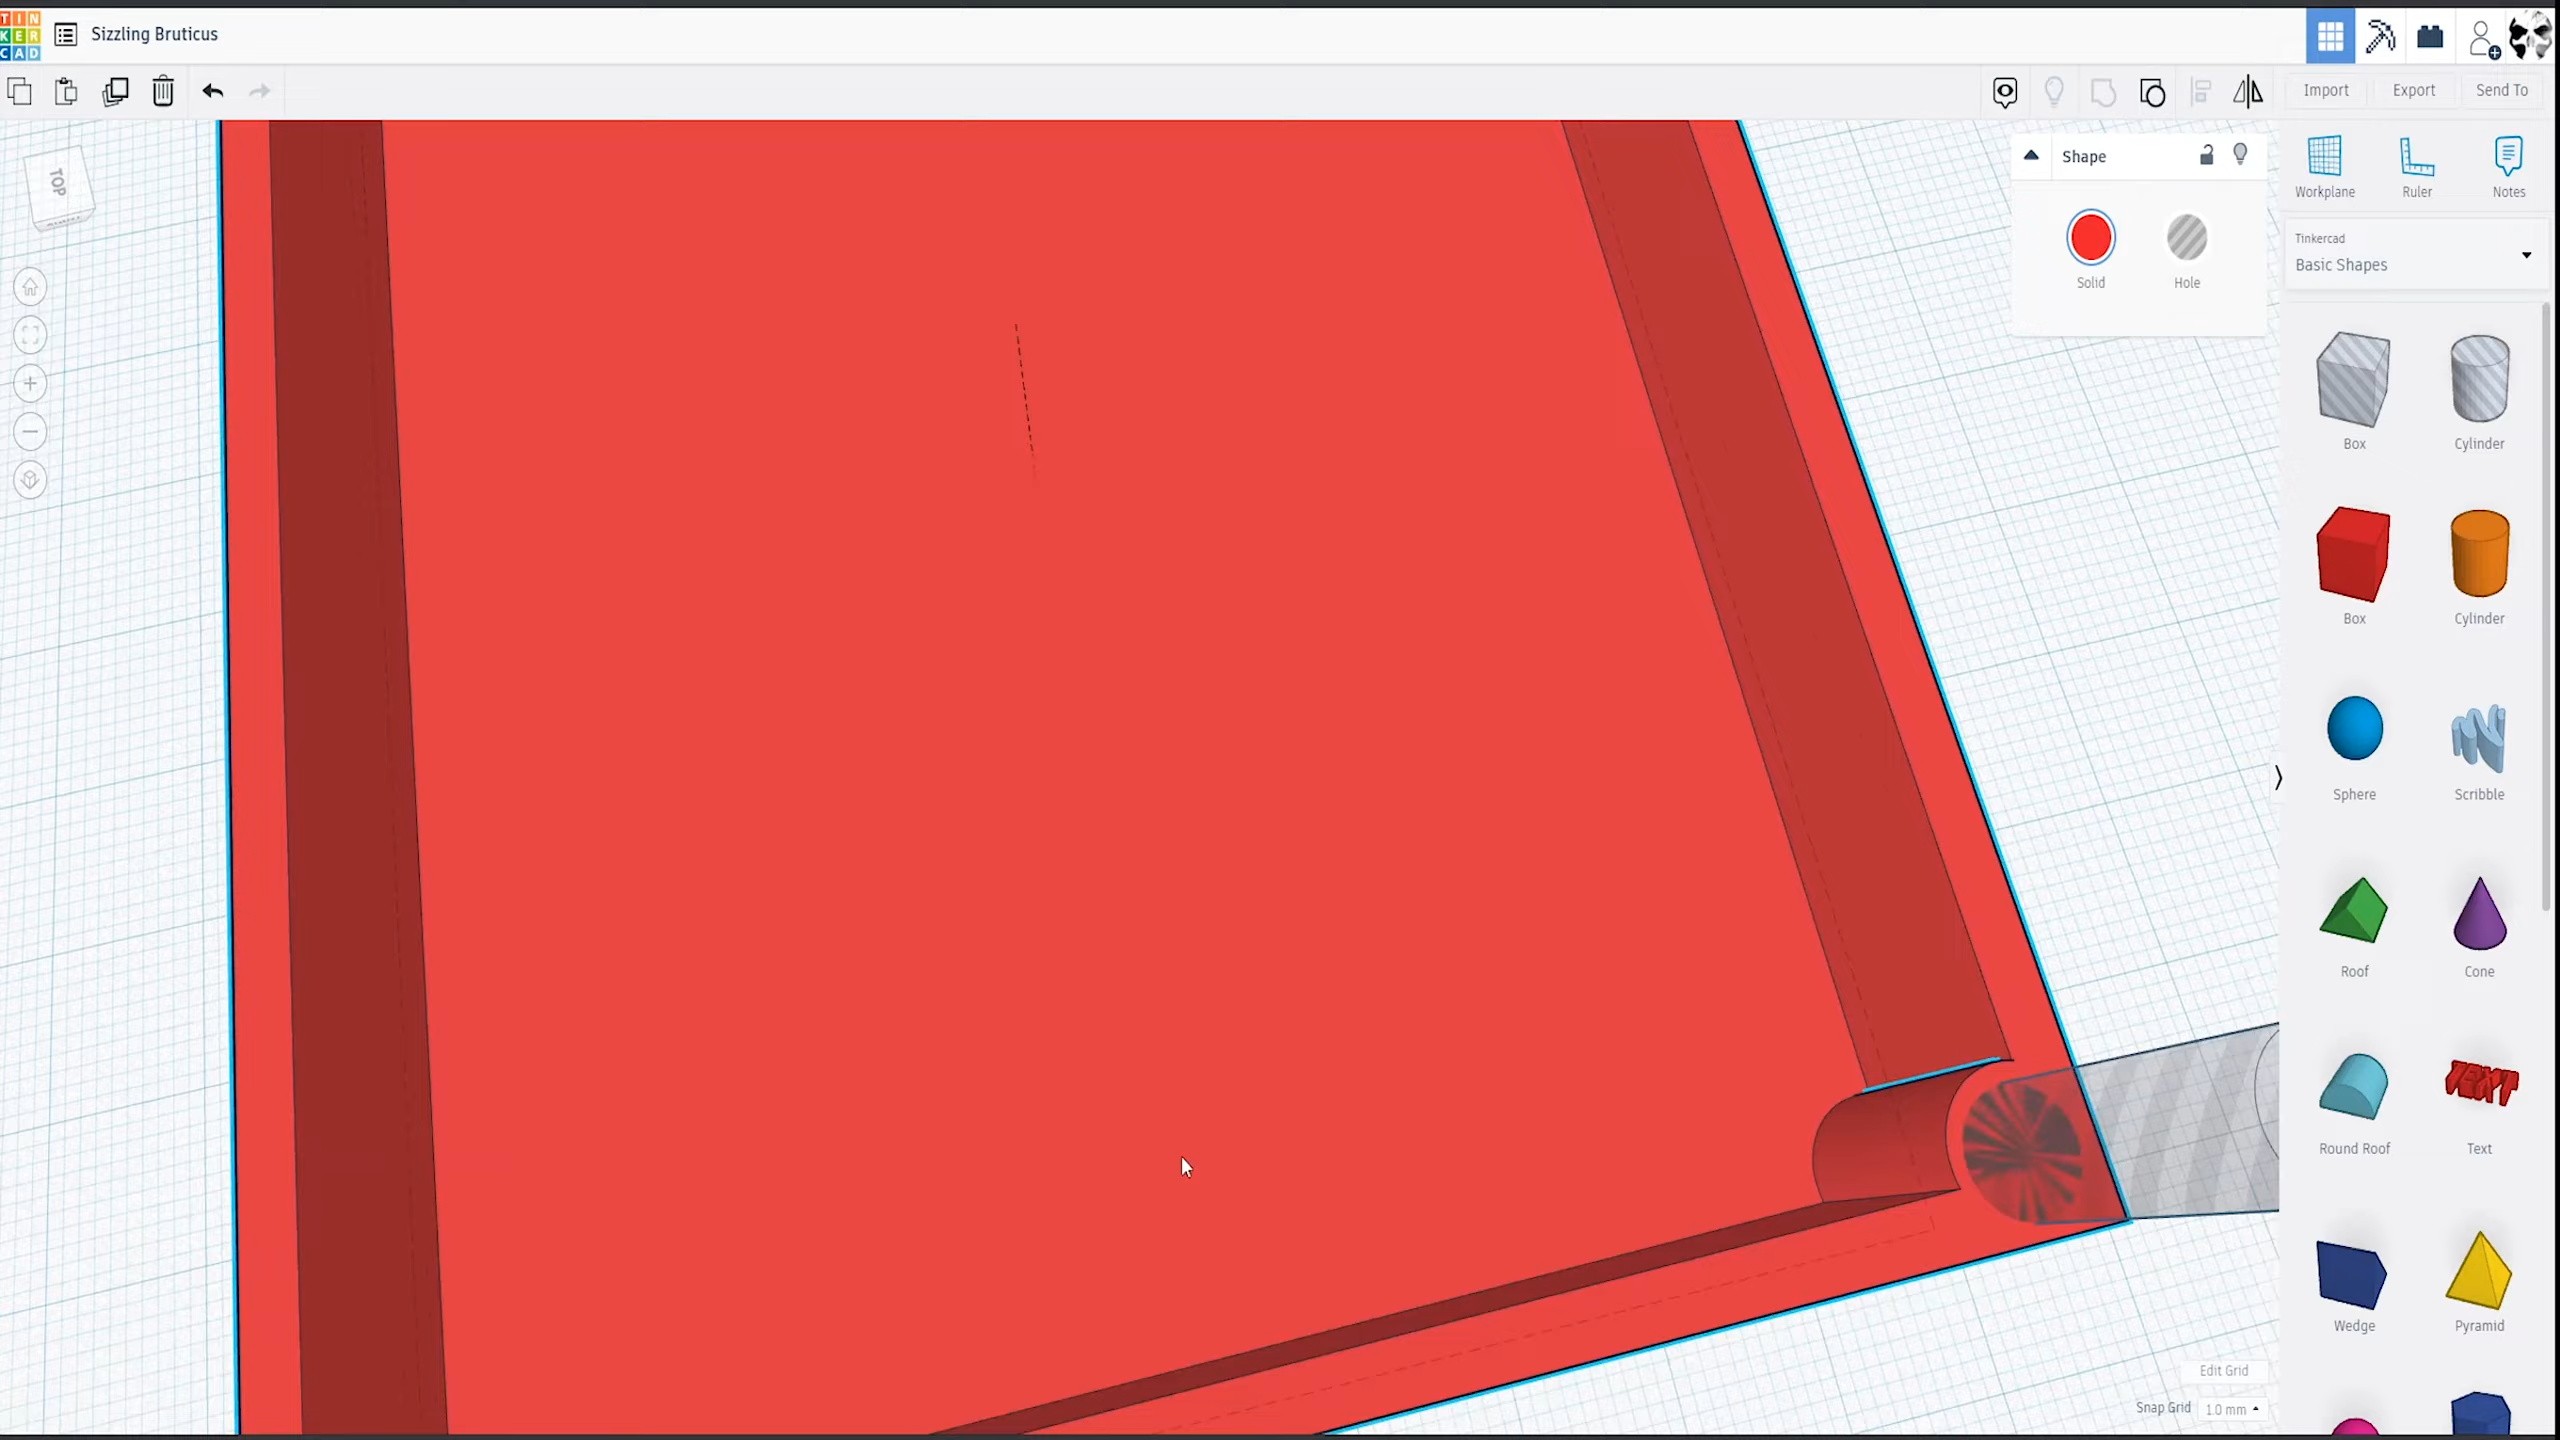 TIN
KER
CAD
Sizzling Bruticus
Import
Export
Send To
TOP
Shape
Solid
Hole
Workplane
Ruler
Notes
Tinkercad
Basic Shapes
Box
Cylinder
Box
Cylinder
Sphere
Scribble
Roof
Cone
Round Roof
TEXT
Text
Wedge
Pyramid
Edit Grid
Snap Grid
1.0 mm